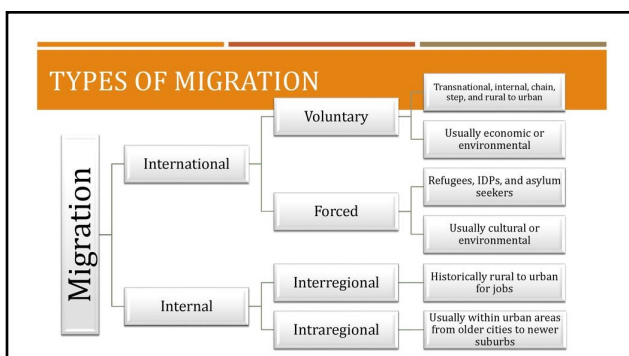 TYPES OF MIGRATION
Migration
International
Voluntary
Transnational, internal, chain,
step, and rural to urban
Usually economic or
environmental
Forced
Refugees, IDPs, and asylum
seekers
Usually cultural or
environmental
Internal
Interregional
Historically rural to urban
for jobs
Intraregional
Usually within urban areas
from older cities to newer
suburbs